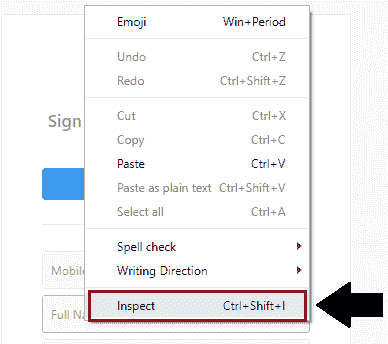 Emoji Win+Period
Undo Ctrl+Z
Redo Ctrl+Shift+Z
Sign
Cut Ctrl+X
Copy Ctrl+C
Paste Ctrl+V
Paste as plain text Ctrl+Shift+V
Select all Ctrl+A
Spell check
Writing Direction
Mobile
Inspect Ctrl+Shift+I
Full Na